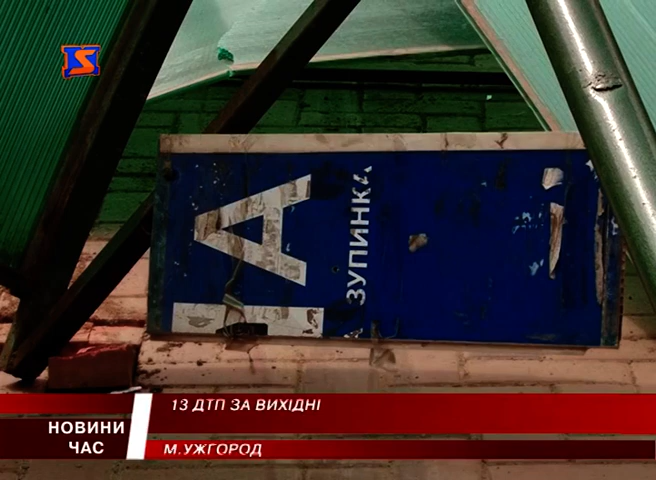 А
ЗУПИНКА
13 ДТП ЗА ВИХІДНІ
НОВИНИ
ЧАС
М.УЖГОРОД